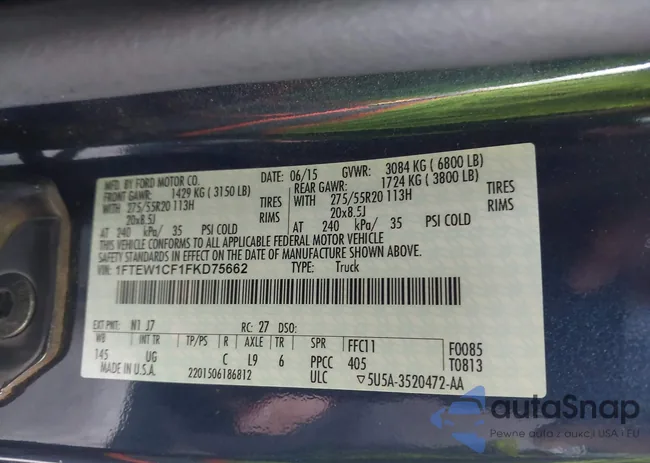 MFD. BY FORD MOTOR CO.
DATE: 06/15 GVWR: 3084 KG ( 6800 LB)
FRONT GAWR: 1429 KG ( 3150 LB)
REAR GAWR: 1724 KG ( 3800 LB)
WITH 275/55R20 113H TIRES
WITH 275/55R20 113H TIRES
20x8.5J RIMS
20x8.5J RIMS
AT 240 kPa/ 35 PSI COLD
AT 240 kPa/ 35 PSI COLD
THIS VEHICLE CONFORMS TO ALL APPLICABLE FEDERAL MOTOR VEHICLE
SAFETY STANDARDS IN EFFECT ON THE DATE OF MANUFACTURE SHOWN ABOVE.
VIN: 1FTEW1CF1FKD75662 TYPE: Truck
EXT PNT: N1 J7 RC: 27 DSO:
WB INT TR TP/PS R AXLE TR SPR FFC11 F0085
145 UG C L9 6 PPCC 405 T0813
MADE IN U.S.A. 2201506186812 ULC ▽5U5A-3520472-AA
autaSnap
Pewne auta z aukcji USA i EU